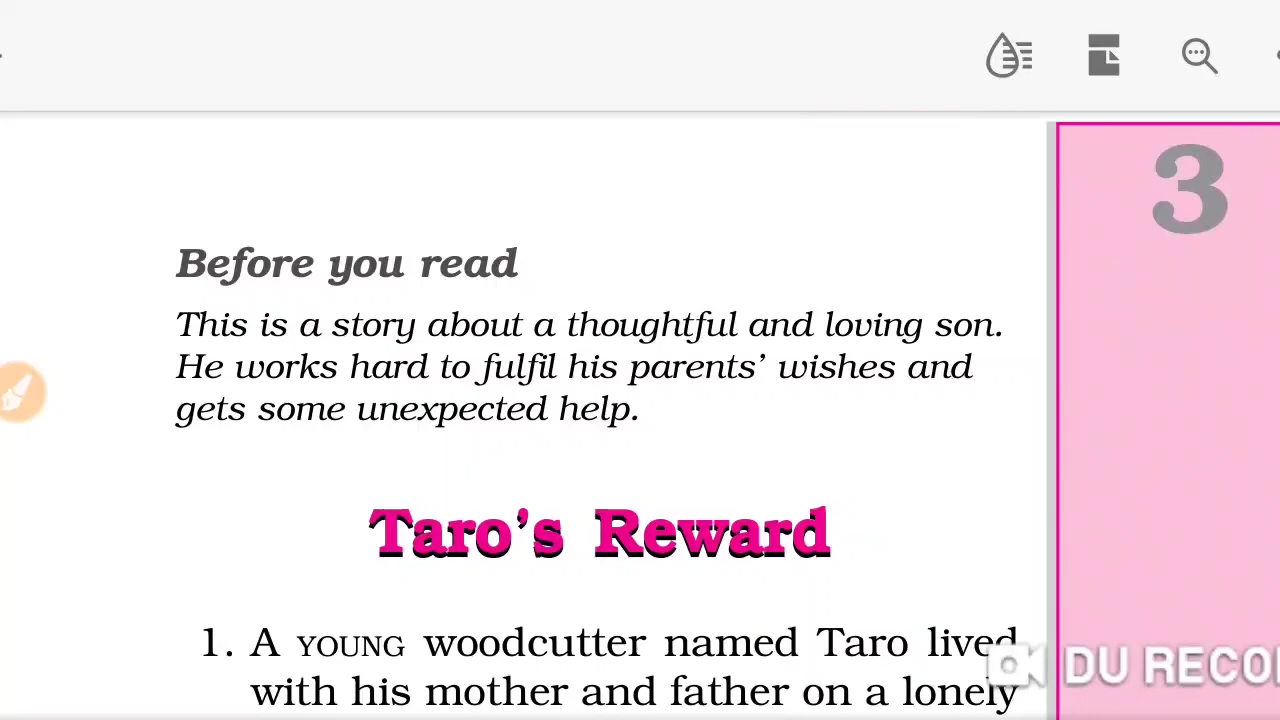 3
Before you read
This is a story about a thoughtful and loving son.
He works hard to fulfil his parents' wishes and
gets some unexpected help.
Taro's Reward
1. A YOUNG woodcutter named Taro lived
with his mother and father on a lonely
DU RECO